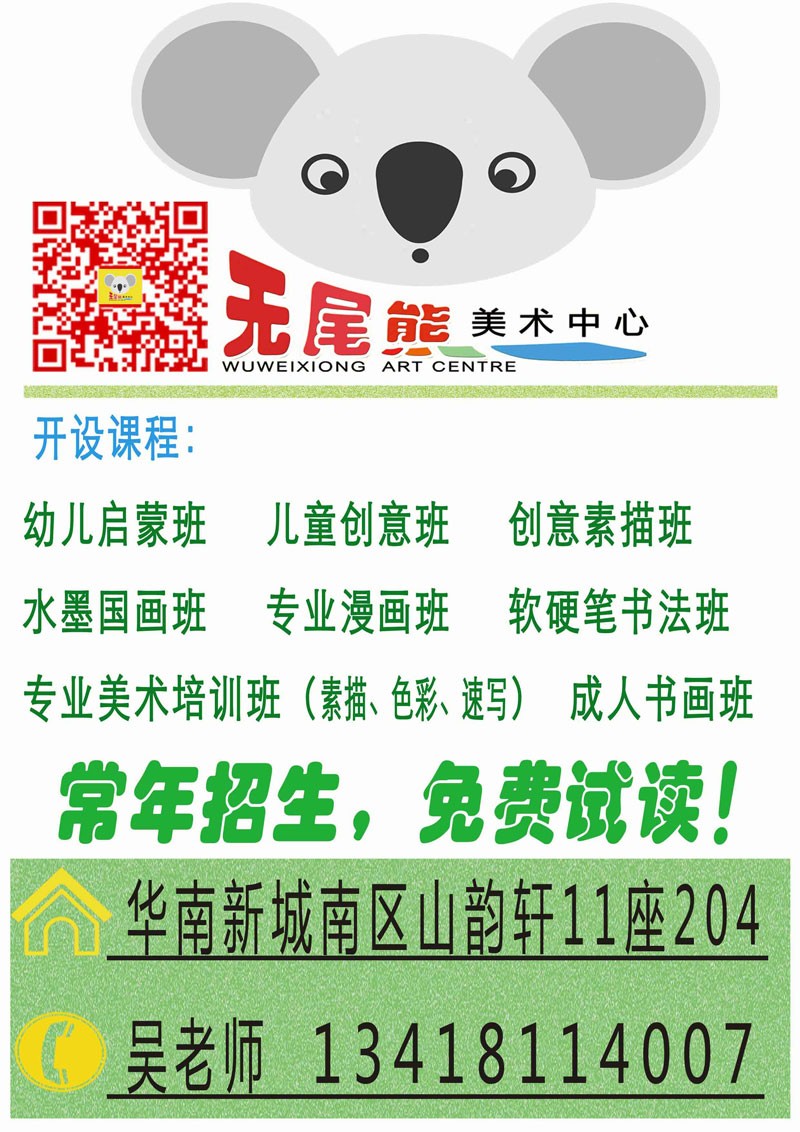 无尾熊 美术中心
WUWEIXIONG ART CENTRE
开设课程：
幼儿启蒙班 儿童创意班 创意素描班
水墨国画班 专业漫画班 软硬笔书法班
专业美术培训班（素描、色彩、速写） 成人书画班
常年招生，免费试读！
华南新城南区山韵轩11座204
吴老师 13418114007